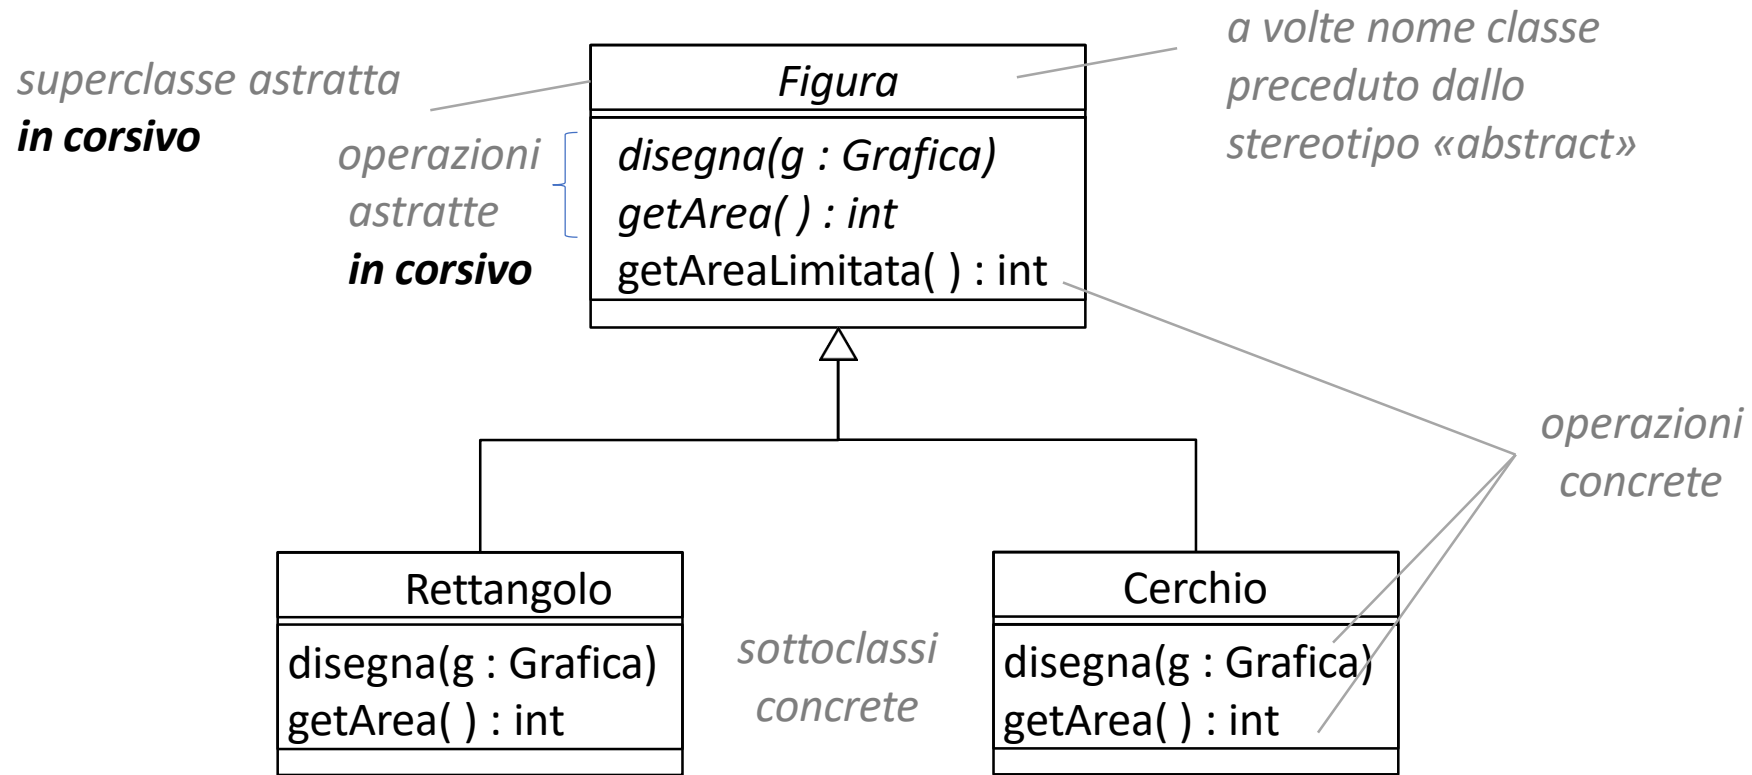 superclasse astratta
in corsivo
operazioni
astratte
in corsivo
Figura
disegna(g : Grafica)
getArea( ) : int
getAreaLimitata( ) : int
a volte nome classe
preceduto dallo
stereotipo «abstract»
operazioni
concrete
Rettangolo
disegna(g : Grafica)
getArea( ) : int
sottoclassi
concrete
Cerchio
disegna(g : Grafica)
getArea( ) : int